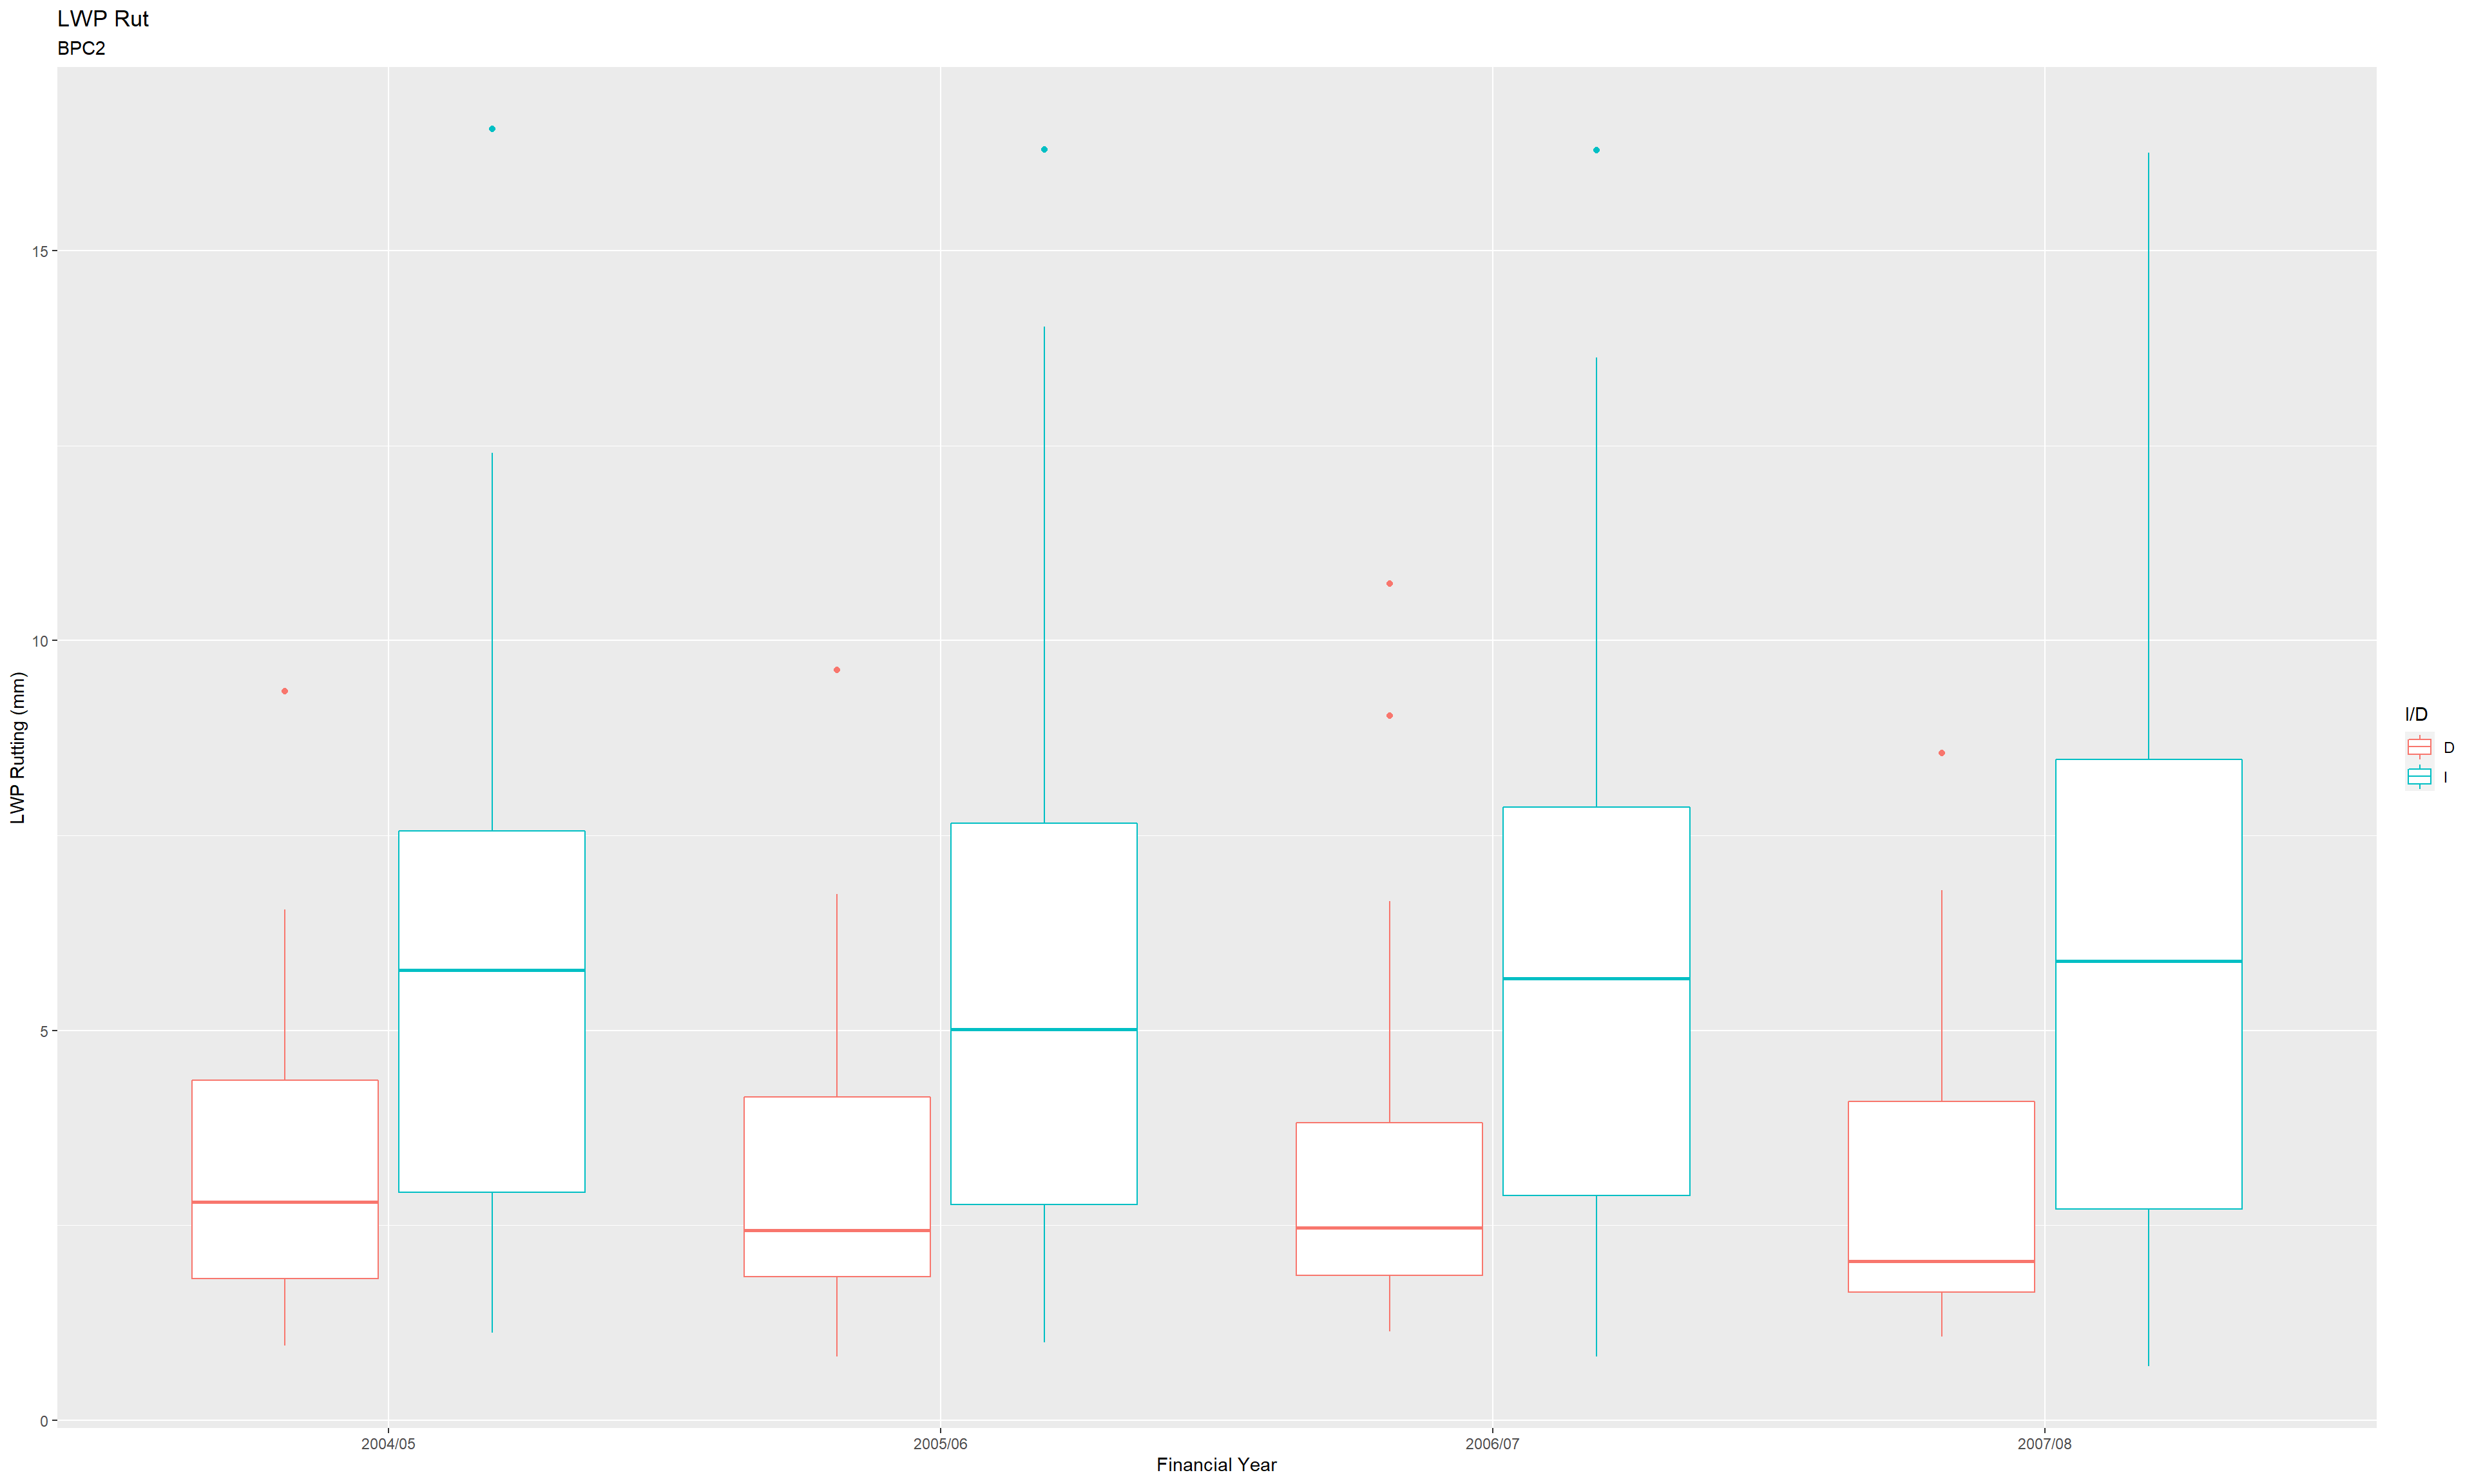 LWP Rut
BPC2
LWP Rutting (mm)
15
10
5
0
2004/05
2005/06
2006/07
2007/08
Financial Year
I/D
D
I